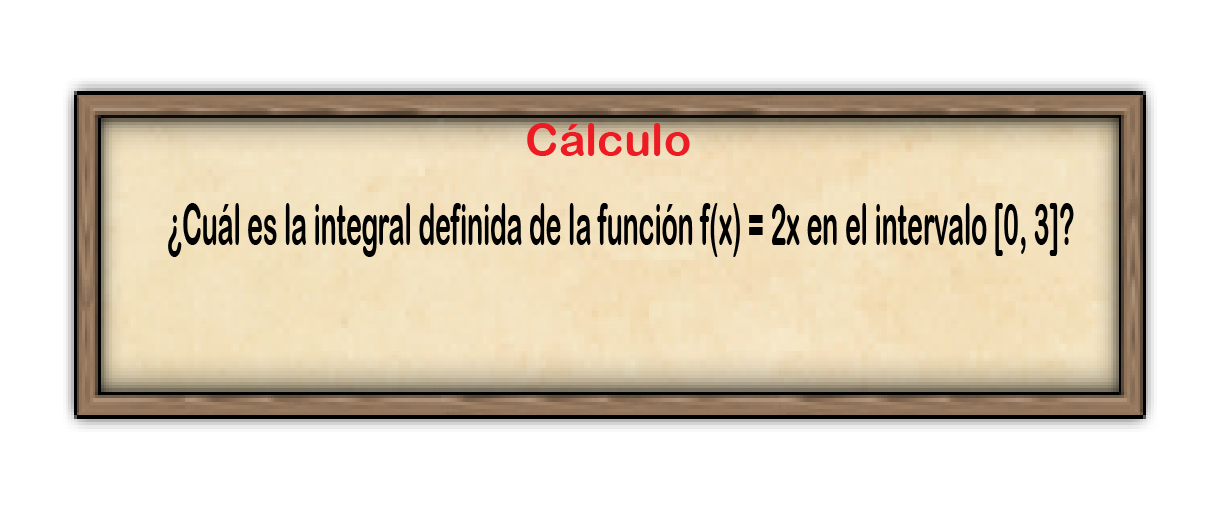 Cálculo
¿Cuál es la integral definida de la función f(x) = 2x en el intervalo [0, 3]?